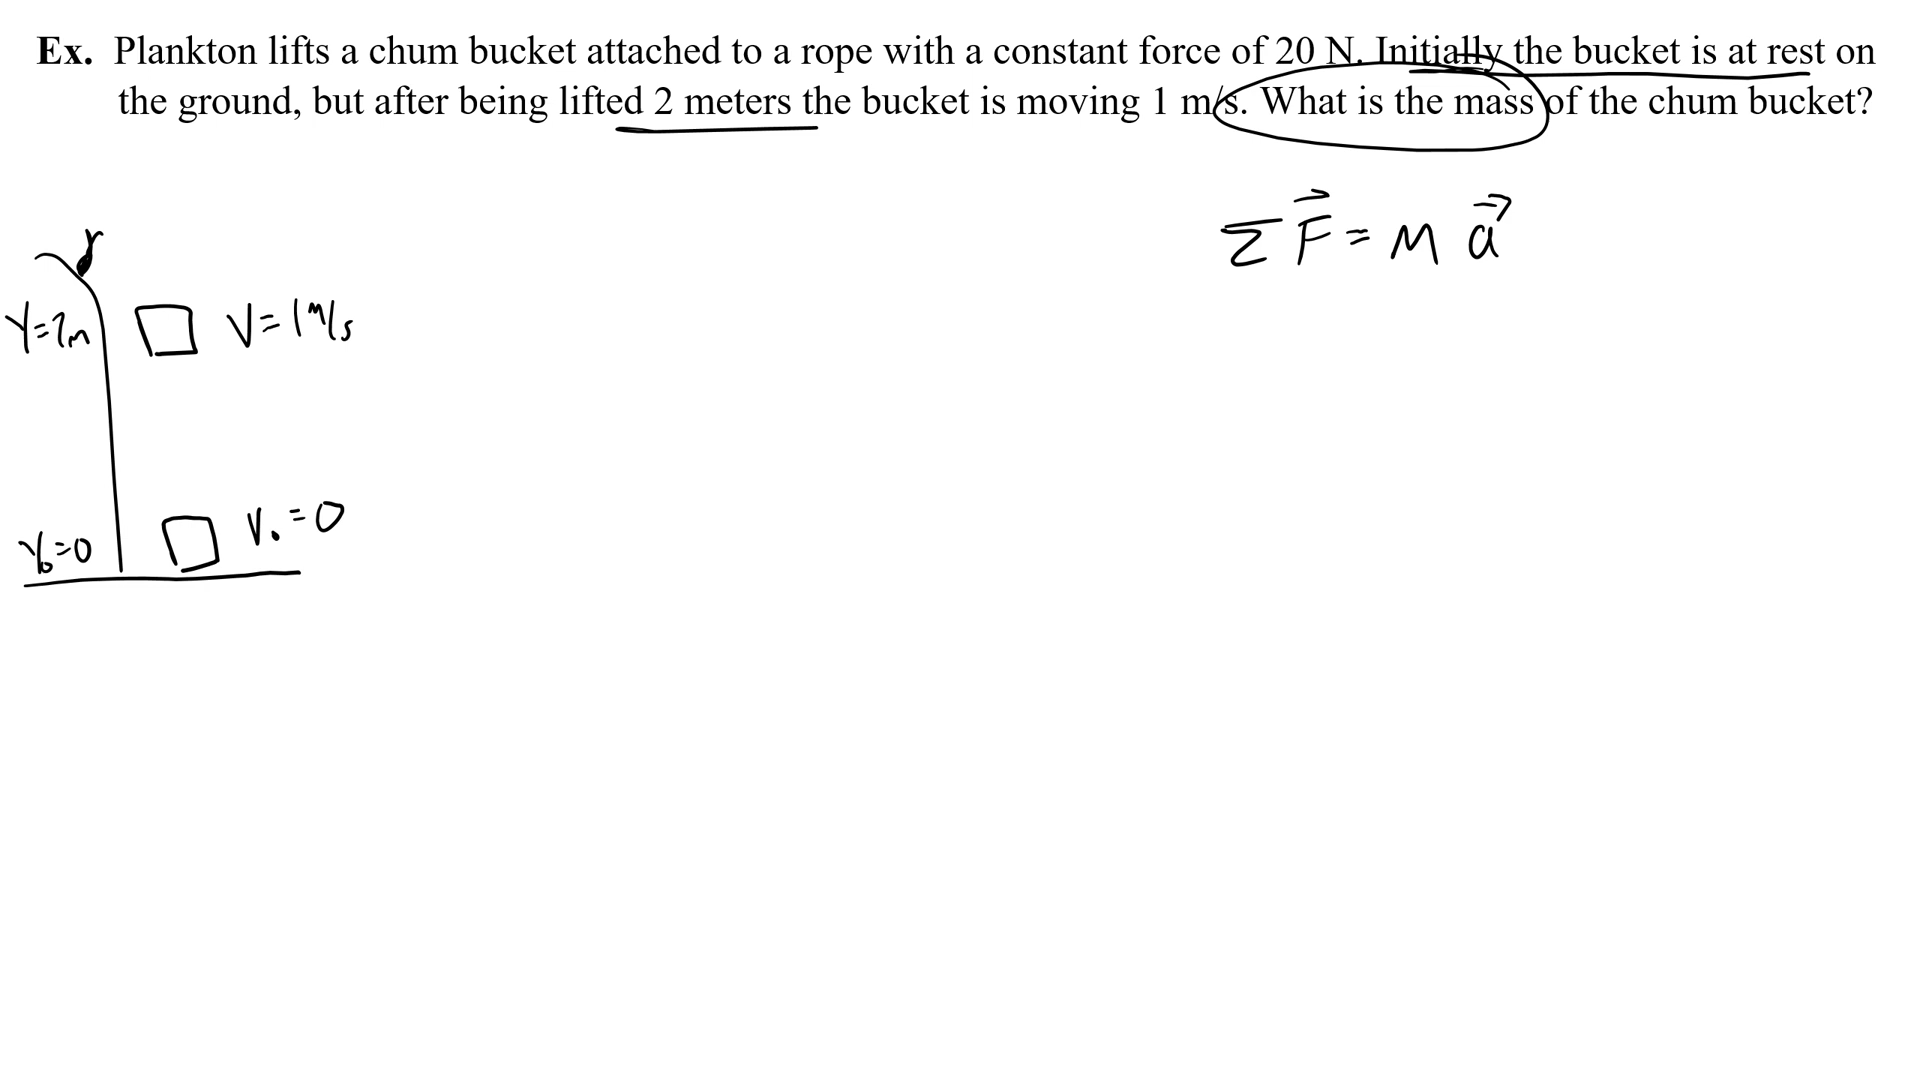 Ex. Plankton lifts a chum bucket attached to a rope with a constant force of 20 N. Initially the bucket is at rest on
the ground, but after being lifted 2 meters the bucket is moving 1 m/s. What is the mass of the chum bucket?
Σ F⃗ = M a⃗
Y=2m V=1 m/s
Y₀=0 V₀=0